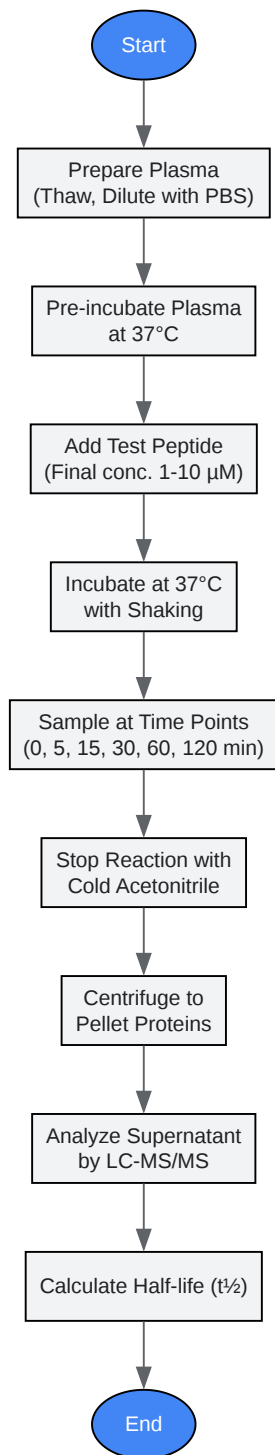 Start
Prepare Plasma
(Thaw, Dilute with PBS)
Pre-incubate Plasma
at 37°C
Add Test Peptide
(Final conc. 1-10 µM)
Incubate at 37°C
with Shaking
Sample at Time Points
(0, 5, 15, 30, 60, 120 min)
Stop Reaction with
Cold Acetonitrile
Centrifuge to
Pellet Proteins
Analyze Supernatant
by LC-MS/MS
Calculate Half-life (t½)
End